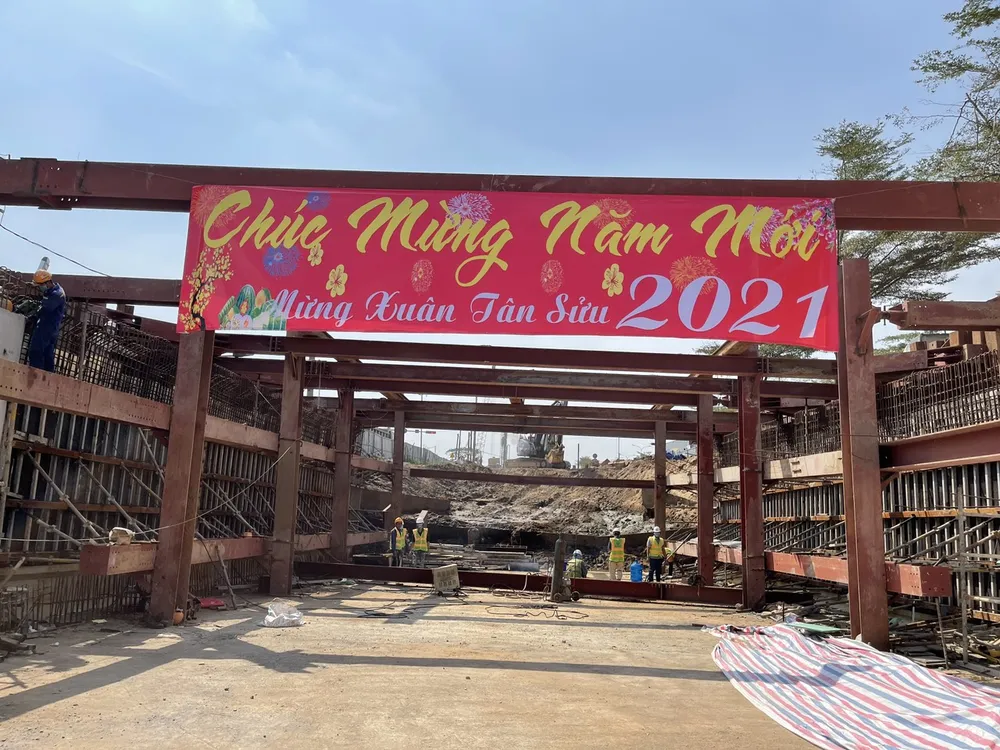 Chúc Mừng Năm Mới
Mừng Xuân Tân Sửu 2021